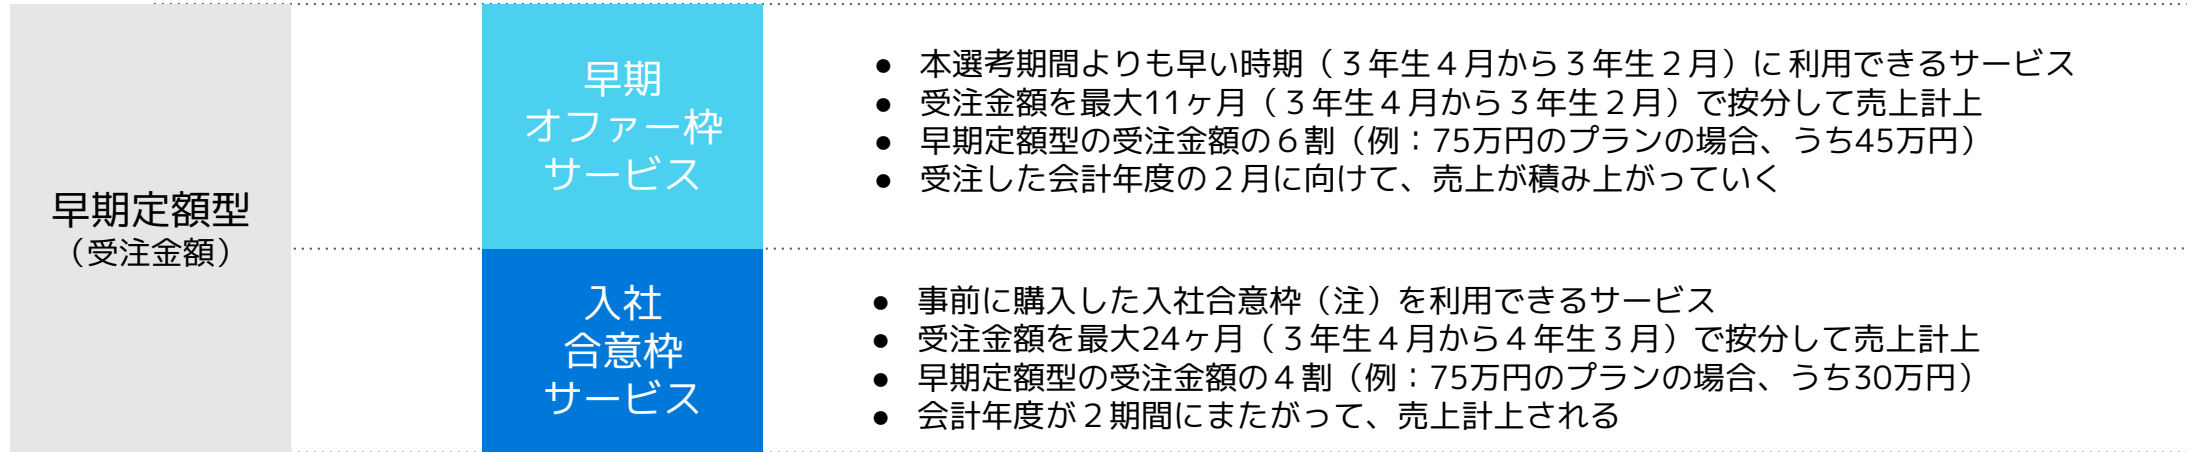 早期定額型
（受注金額）
早期
オファー枠
サービス
● 本選考期間よりも早い時期（３年生４月から３年生２月）に利用できるサービス
● 受注金額を最大11ヶ月（３年生４月から３年生２月）で按分して売上計上
● 早期定額型の受注金額の６割（例：75万円のプランの場合、うち45万円）
● 受注した会計年度の２月に向けて、売上が積み上がっていく
入社
合意枠
サービス
● 事前に購入した入社合意枠（注）を利用できるサービス
● 受注金額を最大24ヶ月（３年生４月から４年生３月）で按分して売上計上
● 早期定額型の受注金額の４割（例：75万円のプランの場合、うち30万円）
● 会計年度が２期間にまたがって、売上計上される